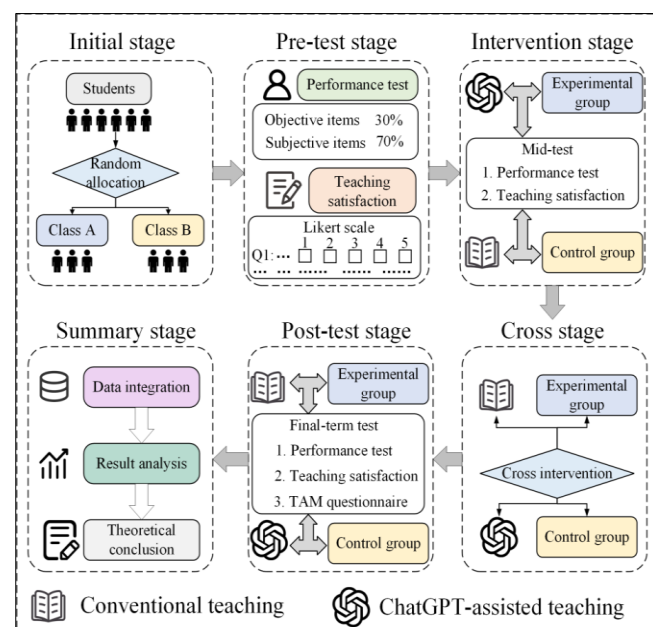 Initial stage
Students
Random
allocation
Class A
Class B
Pre-test stage
Performance test
Objective items 30%
Subjective items 70%
Teaching
satisfaction
Likert scale
1 2 3 4 5
Q1: ···
··· ··· ······ ······ ···
Intervention stage
Experimental
group
Mid-test
1. Performance test
2. Teaching satisfaction
Control group
Cross stage
Experimental
group
Cross intervention
Control group
Post-test stage
Experimental
group
Final-term test
1. Performance test
2. Teaching satisfaction
3. TAM questionnaire
Control group
Summary stage
Data integration
Result analysis
Theoretical
conclusion
Conventional teaching
ChatGPT-assisted teaching